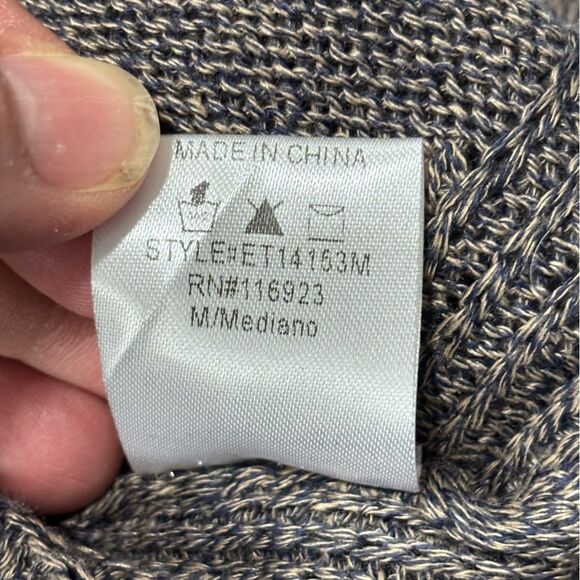 MADE IN CHINA
STYLE#ET14153M
RN#116923
M/Mediano